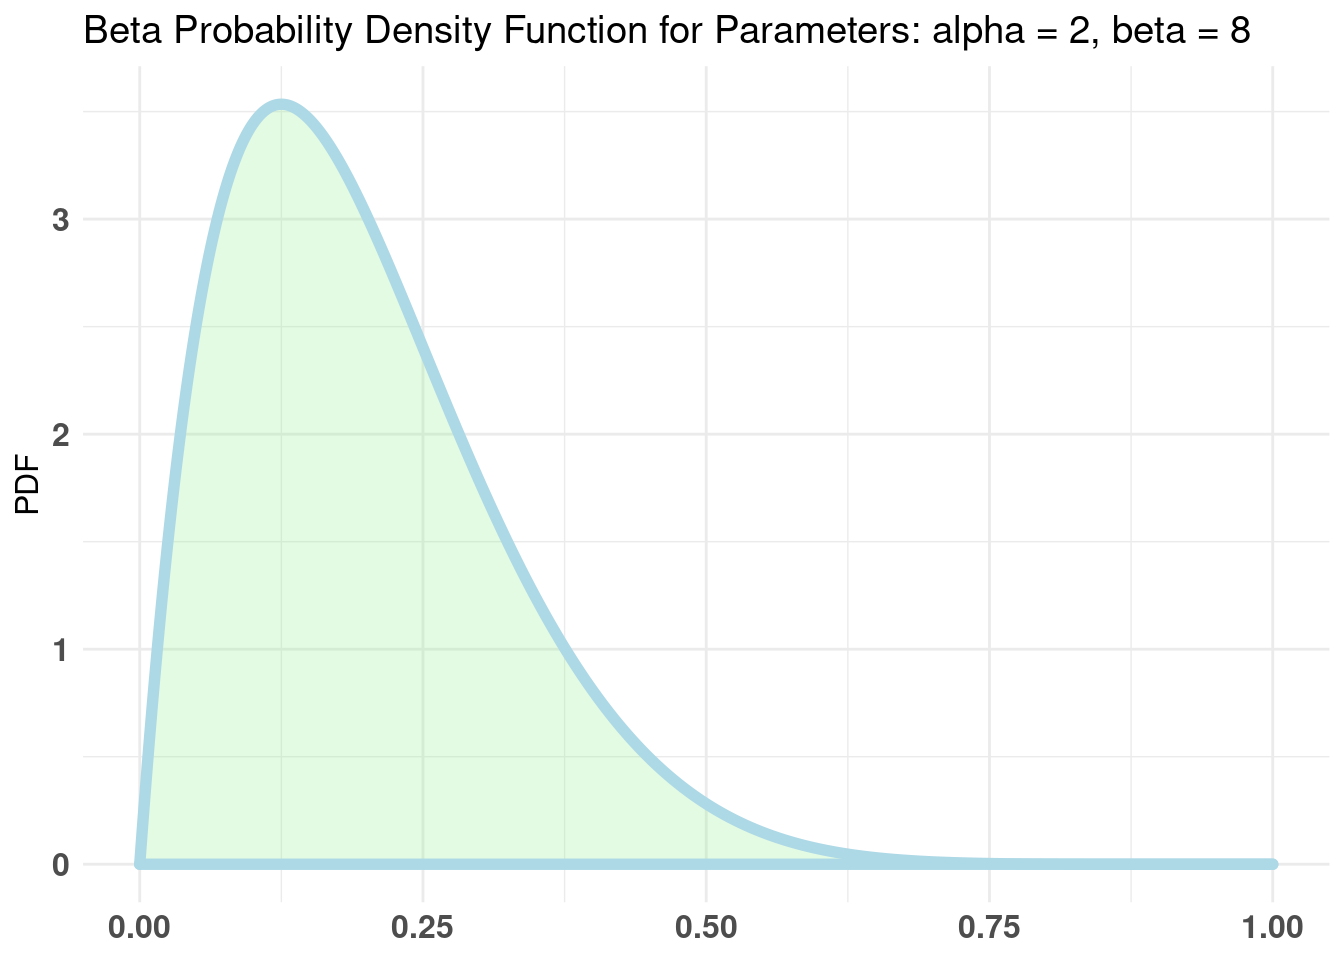 Beta Probability Density Function for Parameters: alpha = 2, beta = 8
PDF
3
2
1
0
0.00 0.25 0.50 0.75 1.00